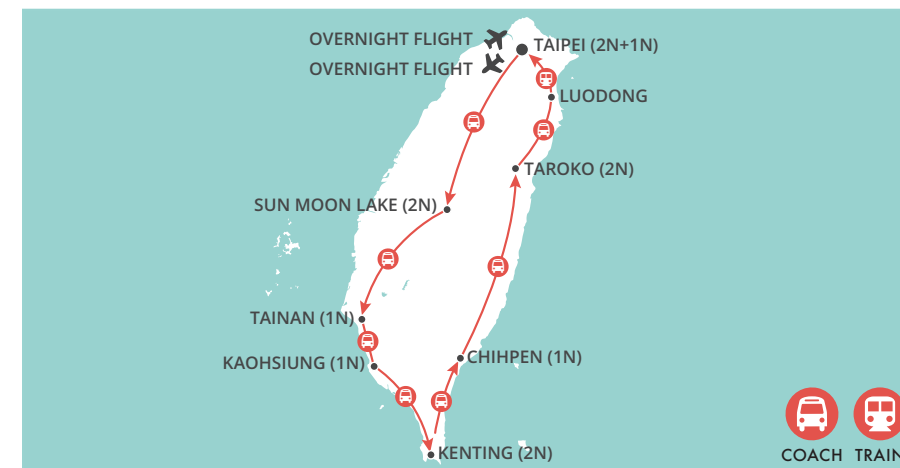 OVERNIGHT FLIGHT
TAIPEI (2N+1N)
OVERNIGHT FLIGHT
LUODONG
TAROKO (2N)
SUN MOON LAKE (2N)
TAINAN (1N)
KAOHSIUNG (1N)
CHIHPEN (1N)
KENTING (2N)
COACH TRAIN